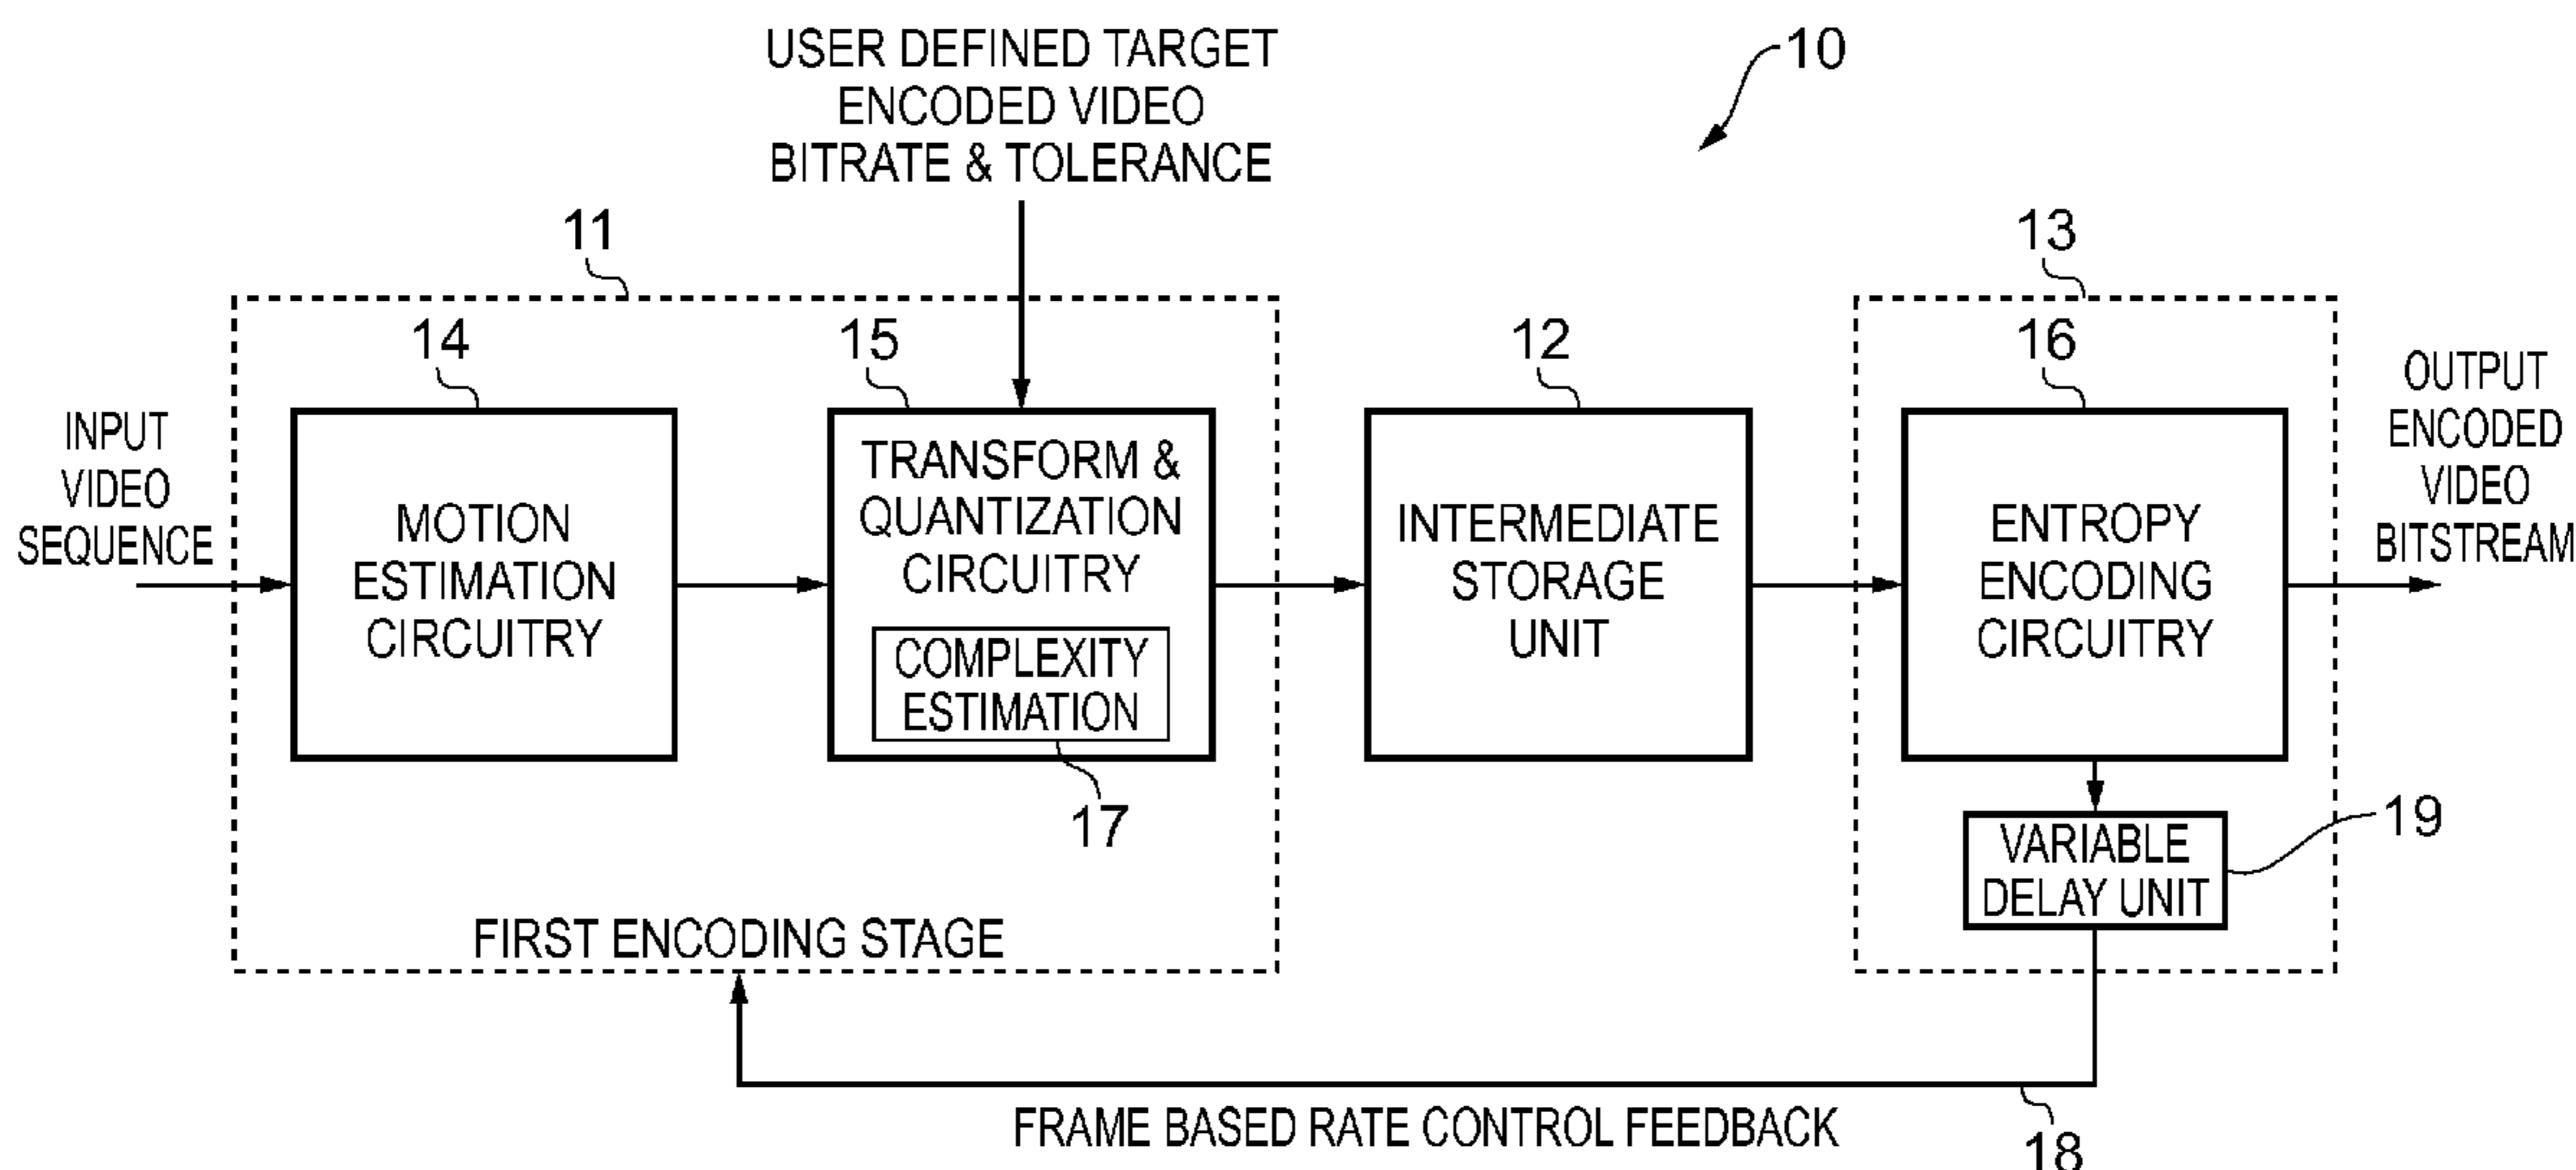 USER DEFINED TARGET
ENCODED VIDEO
BITRATE & TOLERANCE
10
11
13
14
15
12
16
INPUT
VIDEO
SEQUENCE
MOTION
ESTIMATION
CIRCUITRY
TRANSFORM &
QUANTIZATION
CIRCUITRY
COMPLEXITY
ESTIMATION
17
INTERMEDIATE
STORAGE
UNIT
ENTROPY
ENCODING
CIRCUITRY
OUTPUT
ENCODED
VIDEO
BITSTREAM
VARIABLE
DELAY UNIT
19
FIRST ENCODING STAGE
FRAME BASED RATE CONTROL FEEDBACK
18